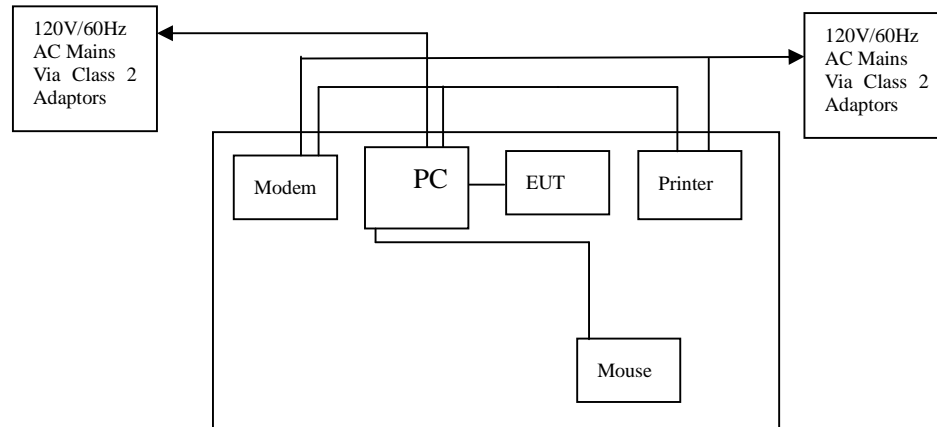 120V/60Hz
AC Mains
Via Class 2
Adaptors
120V/60Hz
AC Mains
Via Class 2
Adaptors
Modem
PC
EUT
Printer
Mouse